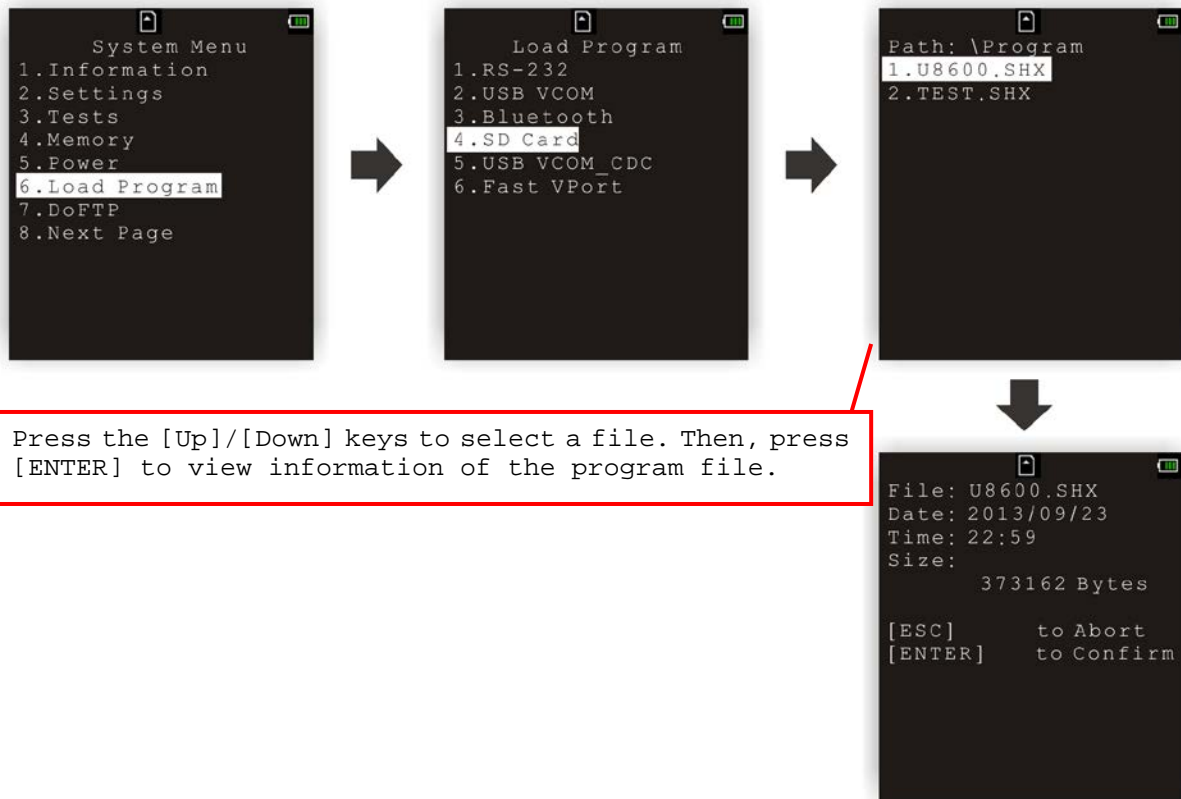 System Menu
1.Information
2.Settings
3.Tests
4.Memory
5.Power
6.Load Program
7.DoFTP
8.Next Page
Load Program
1.RS-232
2.USB VCOM
3.Bluetooth
4.SD Card
5.USB VCOM_CDC
6.Fast VPort
Path: \Program
1.U8600.SHX
2.TEST.SHX
Press the [Up]/[Down] keys to select a file. Then, press
[ENTER] to view information of the program file.
File: U8600.SHX
Date: 2013/09/23
Time: 22:59
Size:
373162 Bytes
[ESC] to Abort
[ENTER] to Confirm